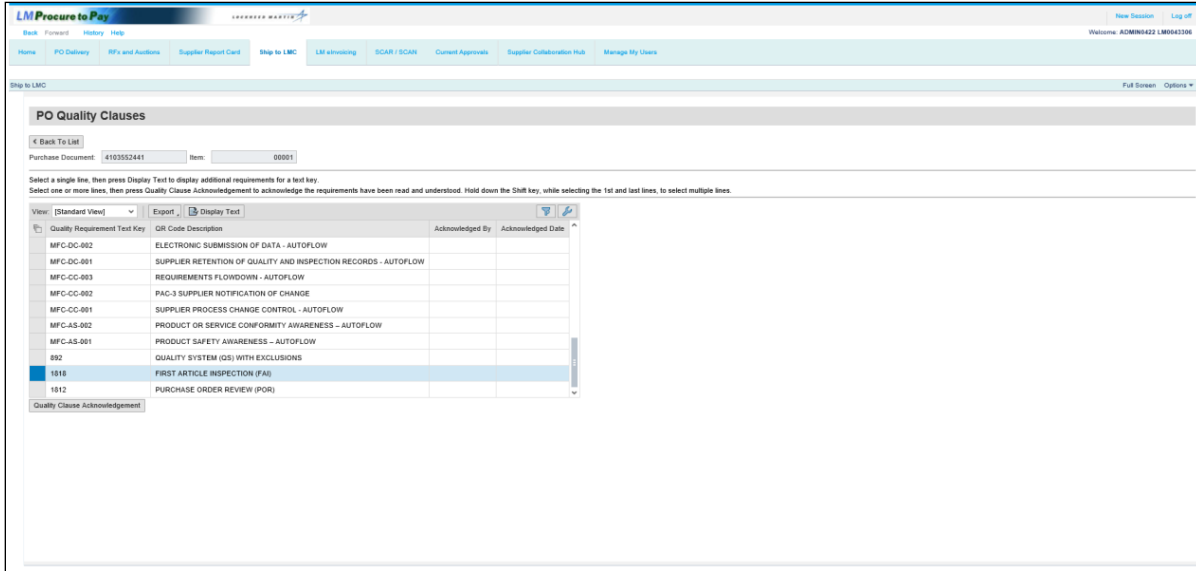 LM Procure to Pay LOCKHEED MARTIN New Session Log off
Back Forward History Help Welcome: ADMIN0422 LM0043306
Home PO Delivery RFx and Auctions Supplier Report Card Ship to LMC LM eInvoicing SCAR / SCAN Current Approvals Supplier Collaboration Hub Manage My Users
Ship to LMC Full Screen Options
PO Quality Clauses
Back To List
Purchase Document: 4103552441 Item: 00001
Select a single line, then press Display Text to display additional requirements for a text key.
Select one or more lines, then press Quality Clause Acknowledgement to acknowledge the requirements have been read and understood. Hold down the Shift key, while selecting the 1st and last lines, to select multiple lines.
View: [Standard View] Export Display Text
Quality Requirement Text Key QR Code Description Acknowledged By Acknowledged Date
MFC-DC-002 ELECTRONIC SUBMISSION OF DATA - AUTOFLOW
MFC-DC-001 SUPPLIER RETENTION OF QUALITY AND INSPECTION RECORDS - AUTOFLOW
MFC-CC-003 REQUIREMENTS FLOWDOWN - AUTOFLOW
MFC-CC-002 PAC-3 SUPPLIER NOTIFICATION OF CHANGE
MFC-CC-001 SUPPLIER PROCESS CHANGE CONTROL - AUTOFLOW
MFC-AS-002 PRODUCT OR SERVICE CONFORMITY AWARENESS – AUTOFLOW
MFC-AS-001 PRODUCT SAFETY AWARENESS – AUTOFLOW
892 QUALITY SYSTEM (QS) WITH EXCLUSIONS
1818 FIRST ARTICLE INSPECTION (FAI)
1812 PURCHASE ORDER REVIEW (POR)
Quality Clause Acknowledgement